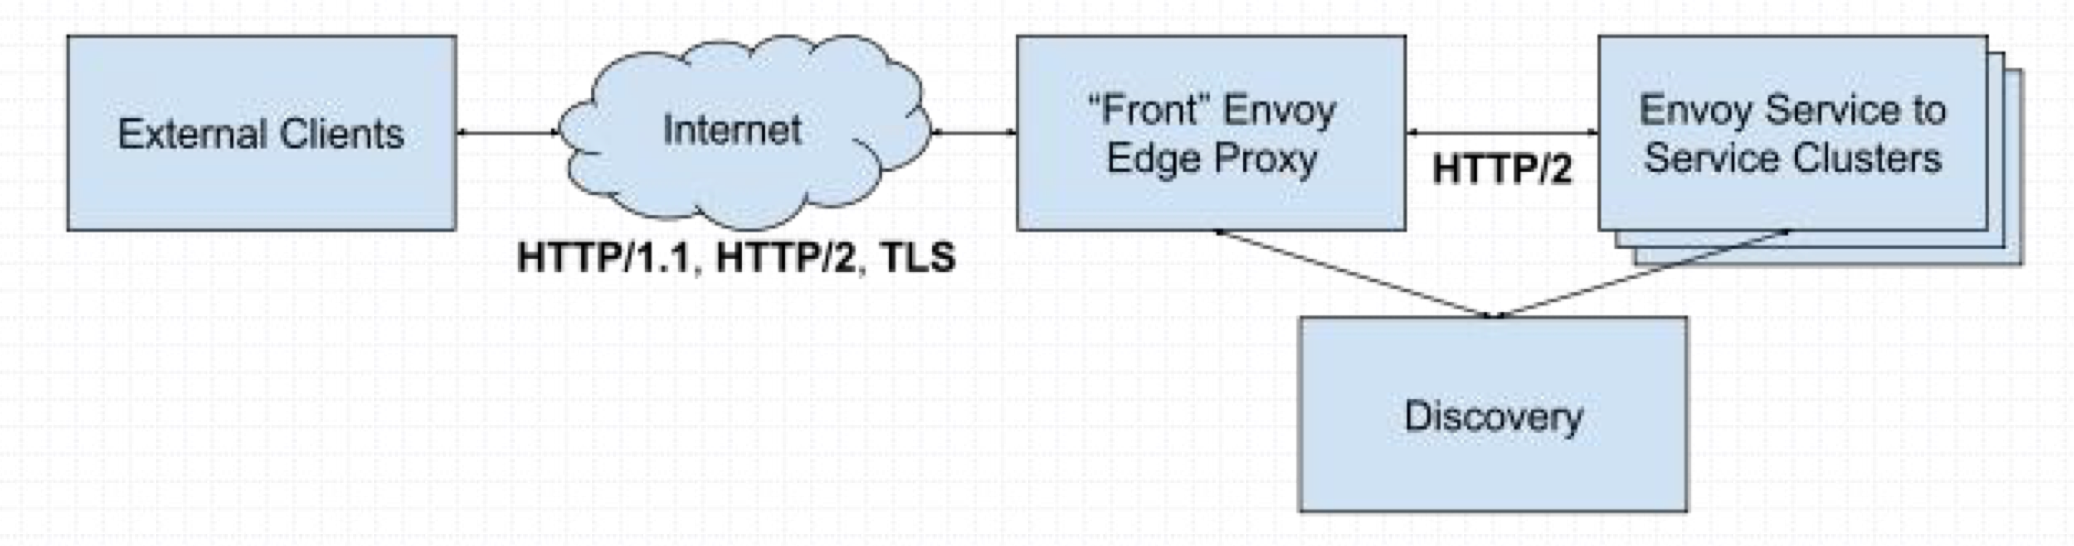 External Clients
Internet
HTTP/1.1, HTTP/2, TLS
“Front” Envoy
Edge Proxy
HTTP/2
Envoy Service to
Service Clusters
Discovery